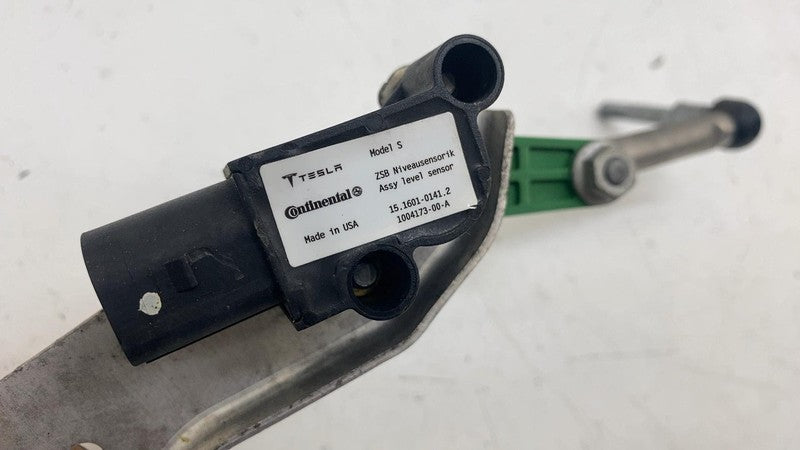 TESLA
Model S
Continental
ZSB Niveausensorik
Assy level sensor
Made in USA
15.1601-0141.2
1004173-00-A